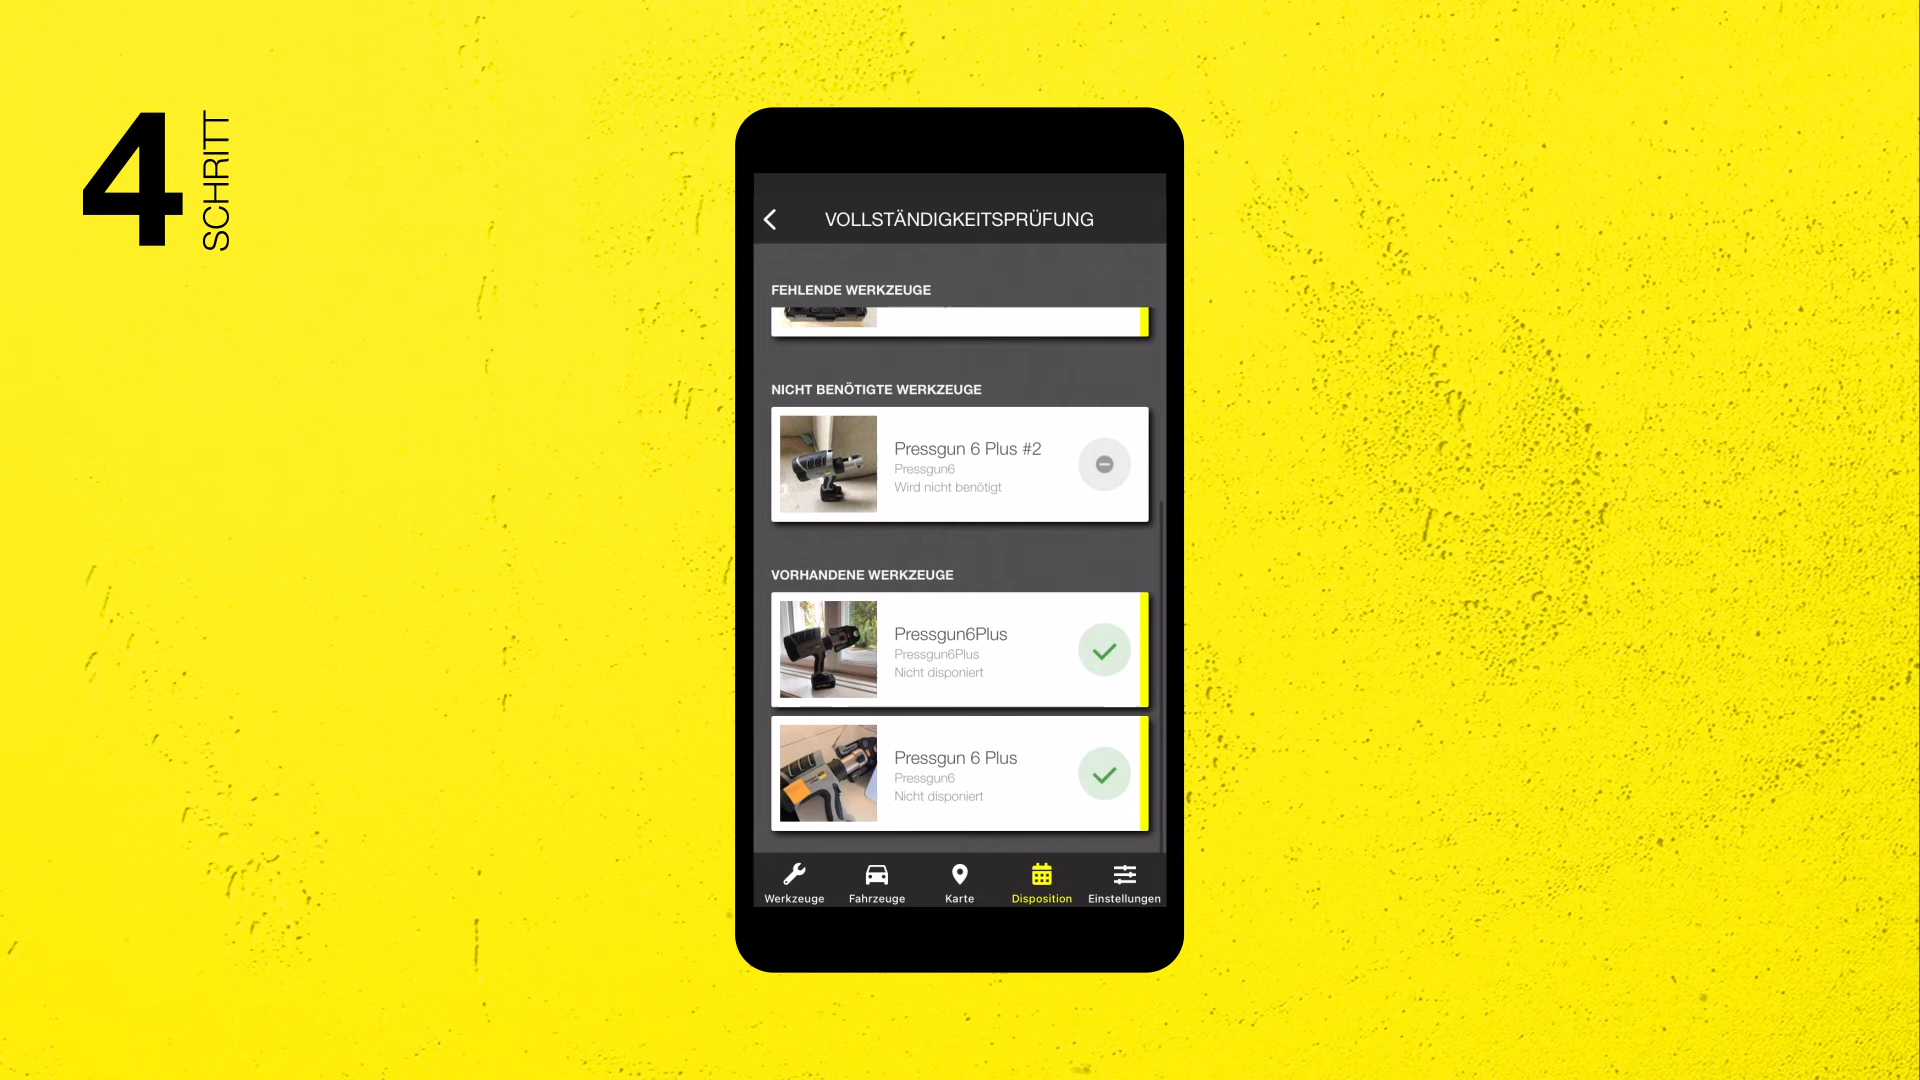 4
SCHRITT
VOLLSTÄNDIGKEITSPRÜFUNG
FEHLENDE WERKZEUGE
NICHT BENÖTIGTE WERKZEUGE
Pressgun 6 Plus #2
Pressgun6
Wird nicht benötigt
VORHANDENE WERKZEUGE
Pressgun6Plus
Pressgun6Plus
Nicht disponiert
Pressgun 6 Plus
Pressgun6
Nicht disponiert
Werkzeuge
Fahrzeuge
Karte
Disposition
Einstellungen